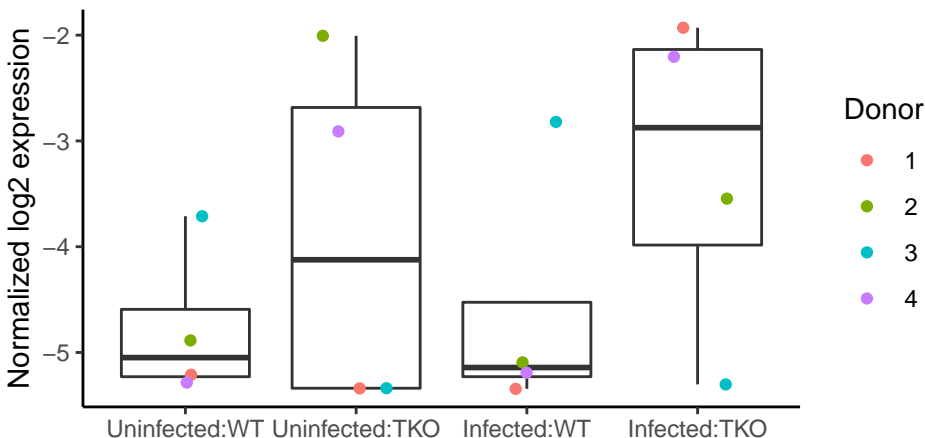 Normalized log2 expression
−2
−3
−4
−5
Uninfected:WT
Uninfected:TKO
Infected:WT
Infected:TKO
Donor
1
2
3
4